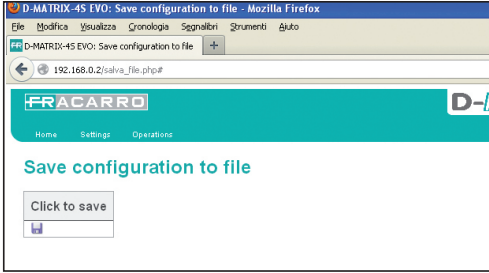 D-MATRIX-4S EVO: Save configuration to file - Mozilla Firefox
File Modifica Visualizza Cronologia Segnalibri Strumenti Aiuto
FR D-MATRIX-4S EVO: Save configuration to file +
192.168.0.2/salva_file.php#
FRACARRO
D-
Home Settings Operations
Save configuration to file
Click to save